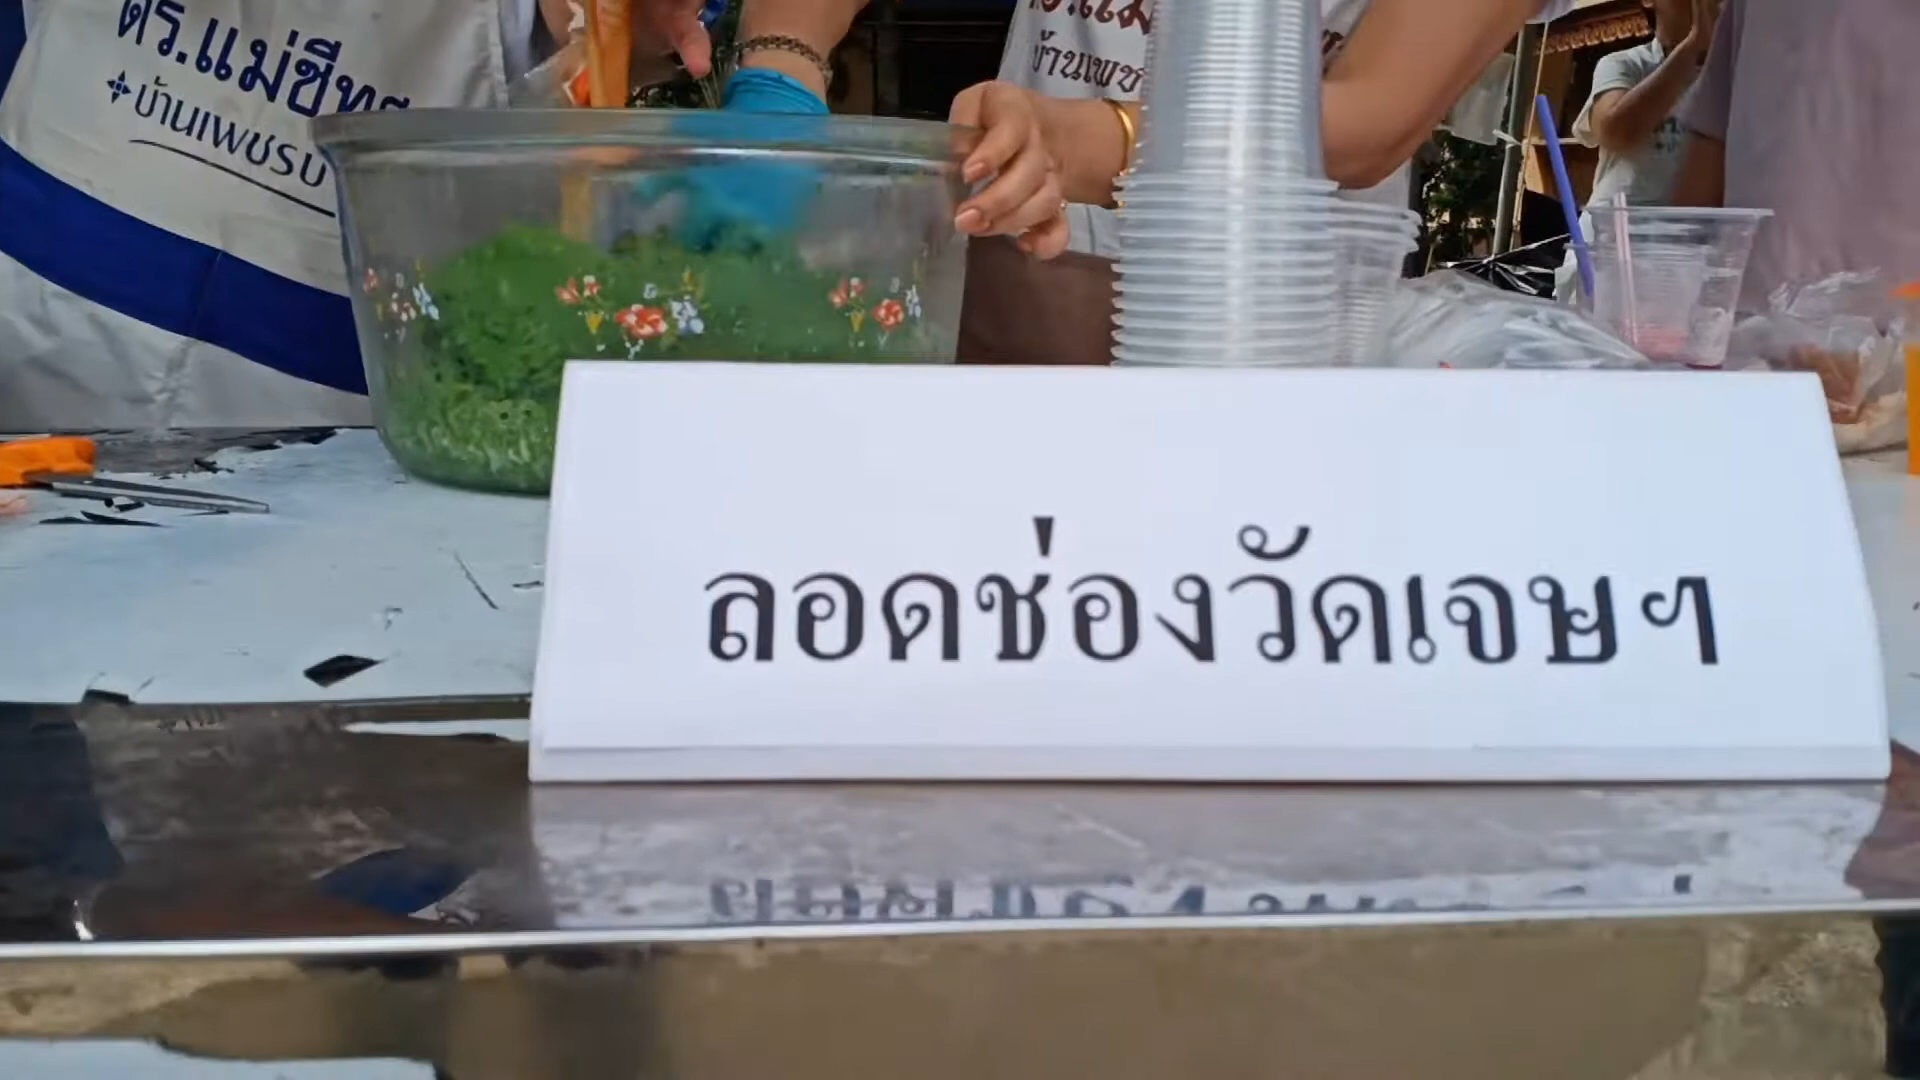 ดร.แม่ชีทศ
บ้านเพชรบ
บ้านเพช
ลอดช่องวัดเจษฯ